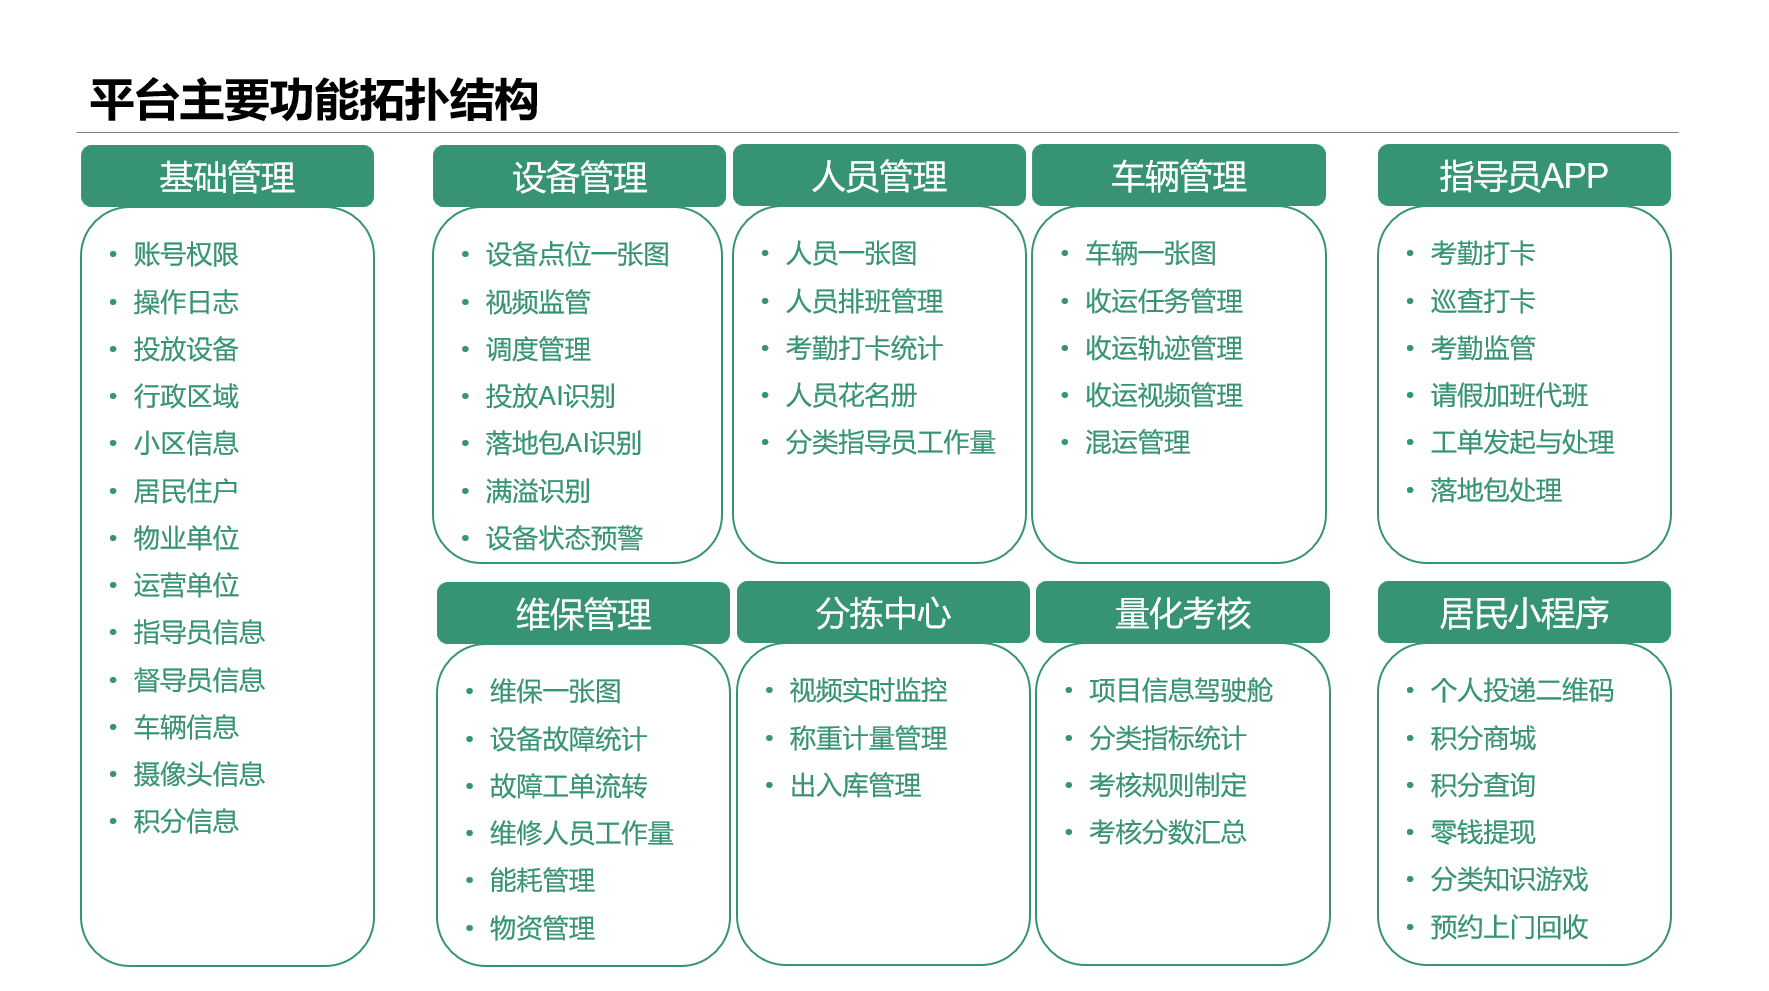 平台主要功能拓扑结构
基础管理
账号权限
操作日志
投放设备
行政区域
小区信息
居民住户
物业单位
运营单位
指导员信息
督导员信息
车辆信息
摄像头信息
积分信息
设备管理
设备点位一张图
视频监管
调度管理
投放AI识别
落地包AI识别
满溢识别
设备状态预警
人员管理
人员一张图
人员排班管理
考勤打卡统计
人员花名册
分类指导员工作量
车辆管理
车辆一张图
收运任务管理
收运轨迹管理
收运视频管理
混运管理
指导员APP
考勤打卡
巡查打卡
考勤监管
请假加班代班
工单发起与处理
落地包处理
维保管理
维保一张图
设备故障统计
故障工单流转
维修人员工作量
能耗管理
物资管理
分拣中心
视频实时监控
称重计量管理
出入库管理
量化考核
项目信息驾驶舱
分类指标统计
考核规则制定
考核分数汇总
居民小程序
个人投递二维码
积分商城
积分查询
零钱提现
分类知识游戏
预约上门回收